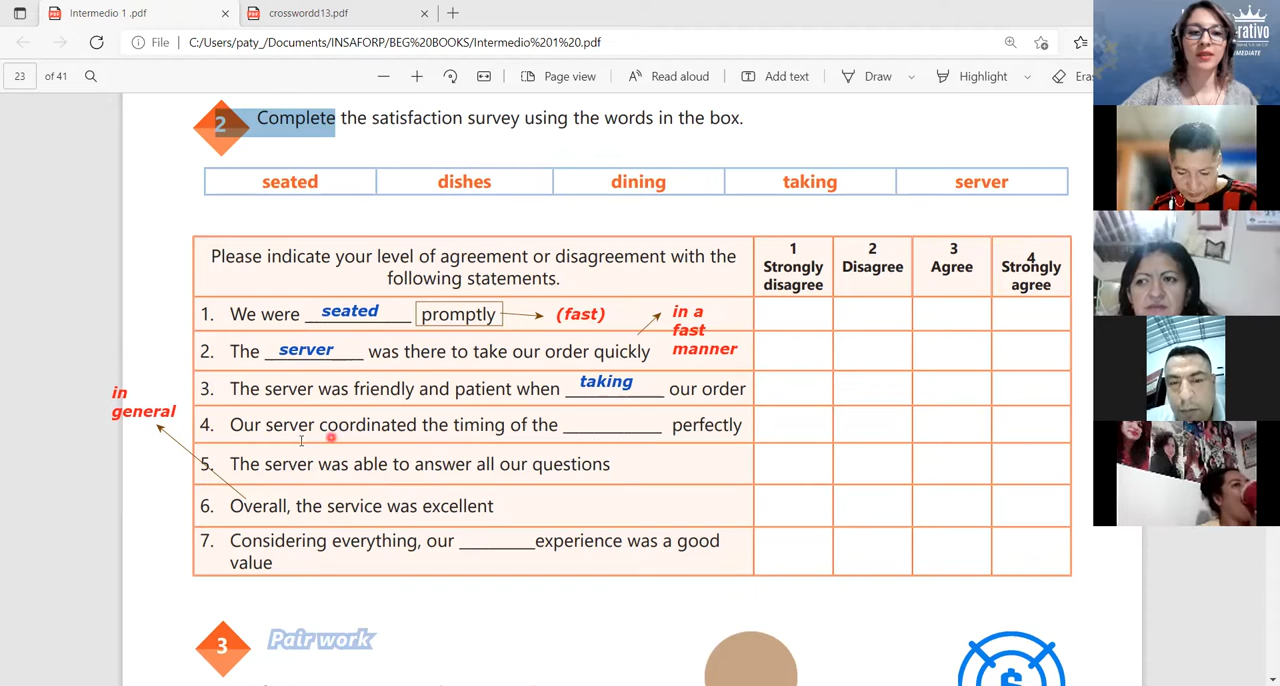 Intermedio 1 .pdf
crosswordd13.pdf
File C:/Users/paty_/Documents/INSAFORP/BEG%20BOOKS/Intermedio%201%20.pdf
23 of 41 Page view Read aloud Add text Draw Highlight
2 Complete the satisfaction survey using the words in the box.
seated dishes dining taking server
Please indicate your level of agreement or disagreement with the
following statements.
1
Strongly
disagree
2
Disagree
3
Agree
4
Strongly
agree
1. We were seated promptly (fast)
in a
fast
manner
2. The server was there to take our order quickly
3. The server was friendly and patient when taking our order
in
general
4. Our server coordinated the timing of the __________ perfectly
5. The server was able to answer all our questions
6. Overall, the service was excellent
7. Considering everything, our ________experience was a good
value
3 Pair work
$